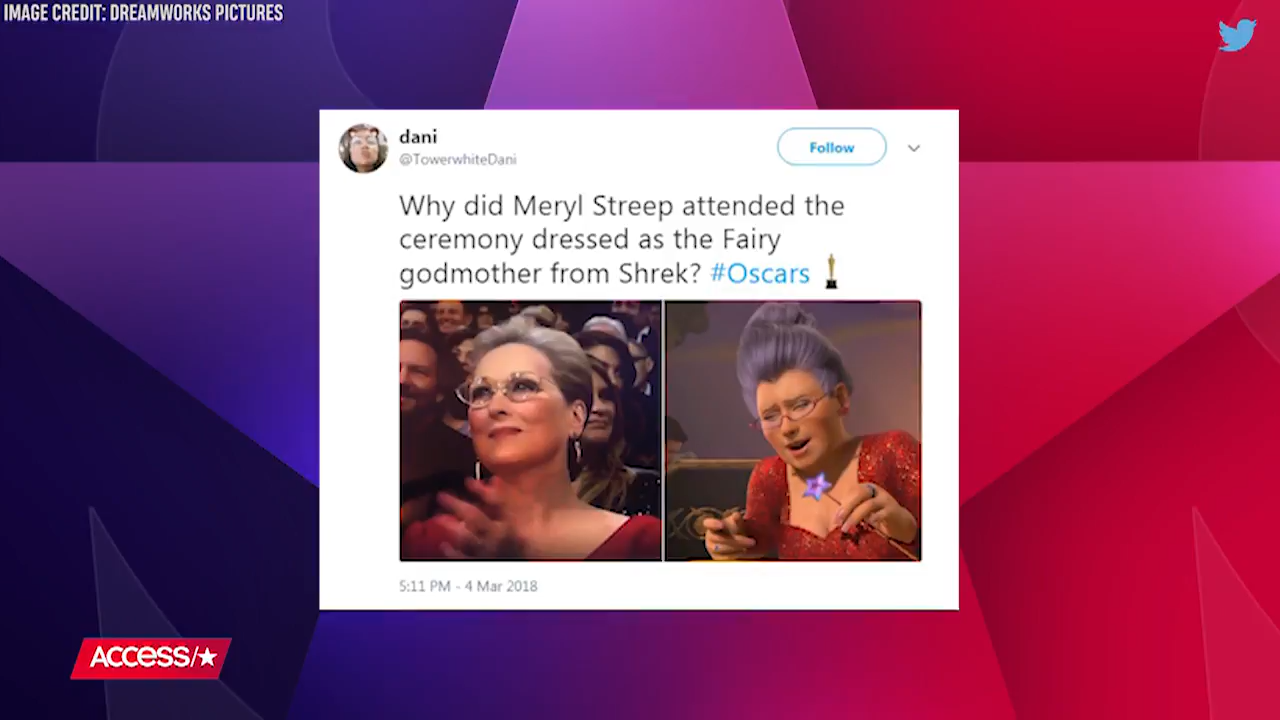 IMAGE CREDIT: DREAMWORKS PICTURES
dani
@TowerwhiteDani
Follow
Why did Meryl Streep attended the
ceremony dressed as the Fairy
godmother from Shrek? #Oscars
5:11 PM - 4 Mar 2018
ACCESS/